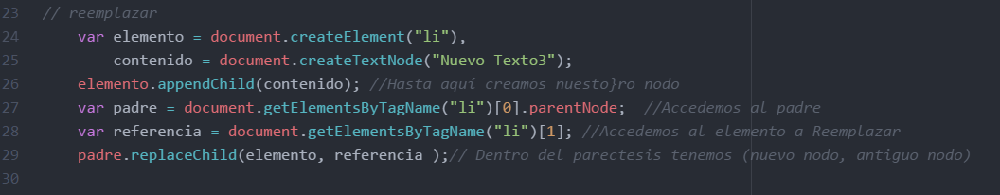 23 // reemplazar
24 var elemento = document.createElement("li"),
25 contenido = document.createTextNode("Nuevo Texto3");
26 elemento.appendChild(contenido); //Hasta aquí creamos nuesto}ro nodo
27 var padre = document.getElementsByTagName("li")[0].parentNode; //Accedemos al padre
28 var referencia = document.getElementsByTagName("li")[1]; //Accedemos al elemento a Reemplazar
29 padre.replaceChild(elemento, referencia );// Dentro del parectesis tenemos (nuevo nodo, antiguo nodo)
30